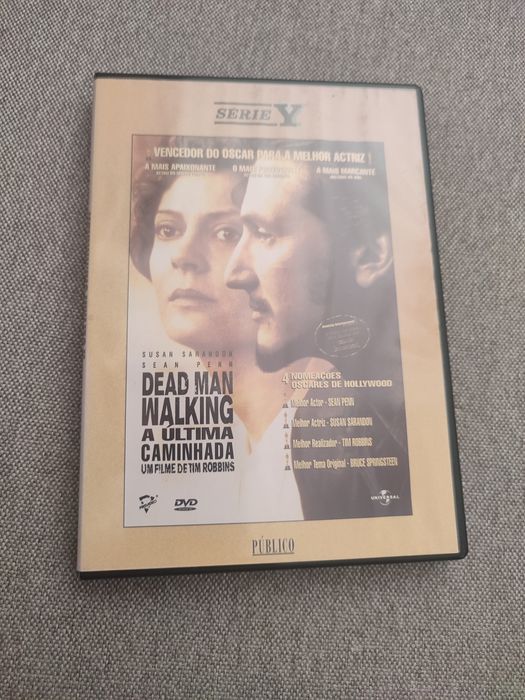 SÉRIE Y
VENCEDOR DO ÓSCAR PARA A MELHOR ACTRIZ !
A MAIS APAIXONANTE
O MAIS
A MAIS MARCANTE
SUSAN SARANDON
SEAN PENN
DEAD MAN
WALKING
A ÚLTIMA
CAMINHADA
UM FILME DE TIM ROBBINS
4 NOMEAÇÕES
OSCARES DE HOLLYWOOD
Melhor Actor - SEAN PENN
Melhor Actriz - SUSAN SARANDON
Melhor Realizador - TIM ROBBINS
Melhor Tema Original - BRUCE SPRINGSTEEN
DVD
UNIVERSAL
PÚBLICO